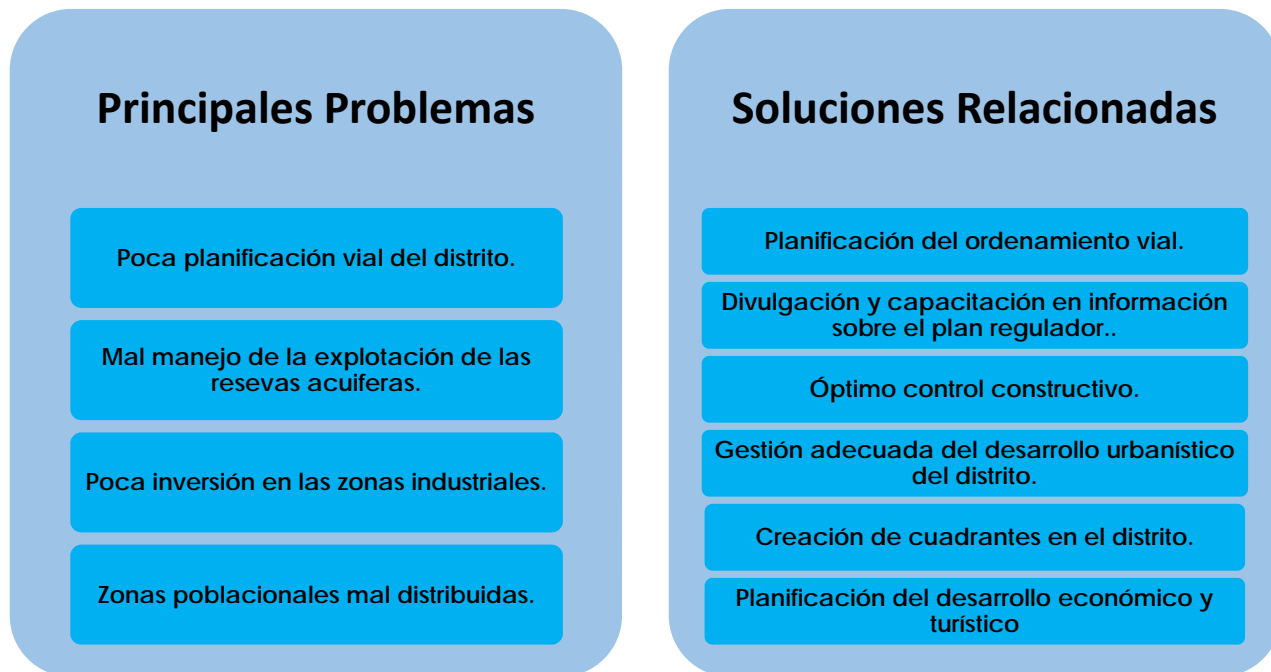 Principales Problemas
Poca planificación vial del distrito.
Mal manejo de la explotación de las
resevas acuiferas.
Poca inversión en las zonas industriales.
Zonas poblacionales mal distribuidas.
Soluciones Relacionadas
Planificación del ordenamiento vial.
Divulgación y capacitación en información
sobre el plan regulador..
Óptimo control constructivo.
Gestión adecuada del desarrollo urbanístico
del distrito.
Creación de cuadrantes en el distrito.
Planificación del desarrollo económico y
turístico